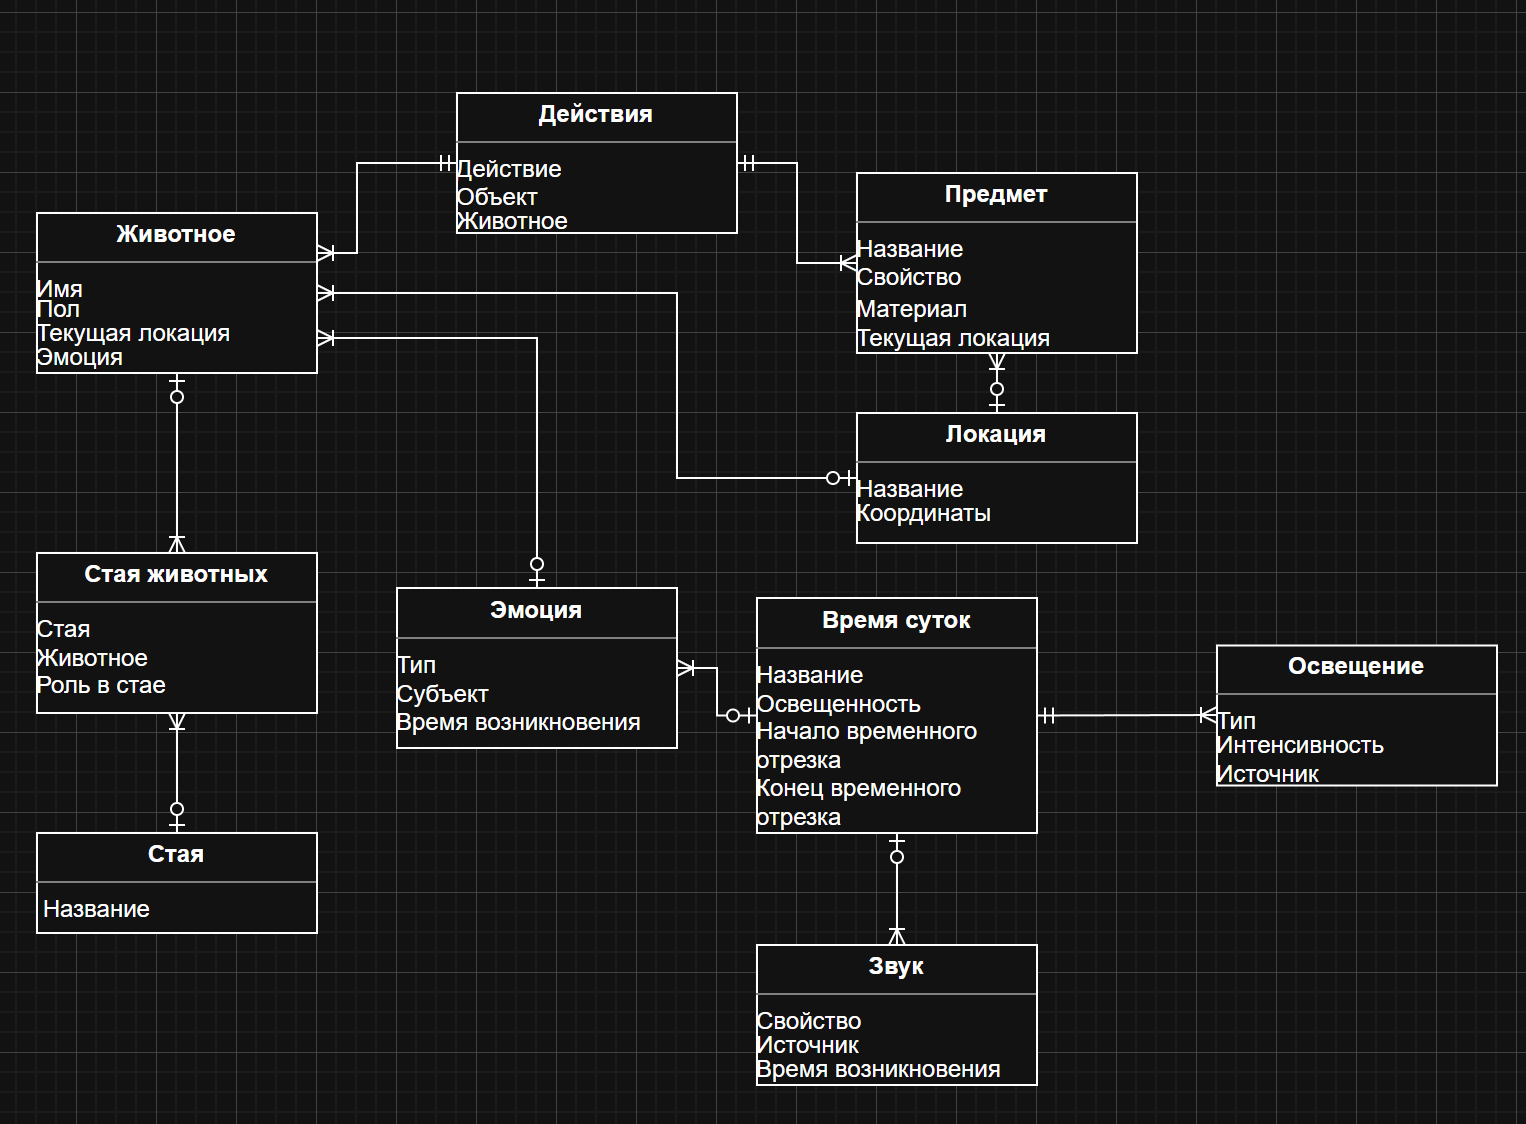 Действия
Действие
Объект
Животное
Предмет
Название
Свойство
Материал
Текущая локация
Животное
Имя
Пол
Текущая локация
Эмоция
Локация
Название
Координаты
Стая животных
Стая
Животное
Роль в стае
Эмоция
Тип
Субъект
Время возникновения
Время суток
Название
Освещенность
Начало временного
отрезка
Конец временного
отрезка
Освещение
Тип
Интенсивность
Источник
Стая
Название
Звук
Свойство
Источник
Время возникновения